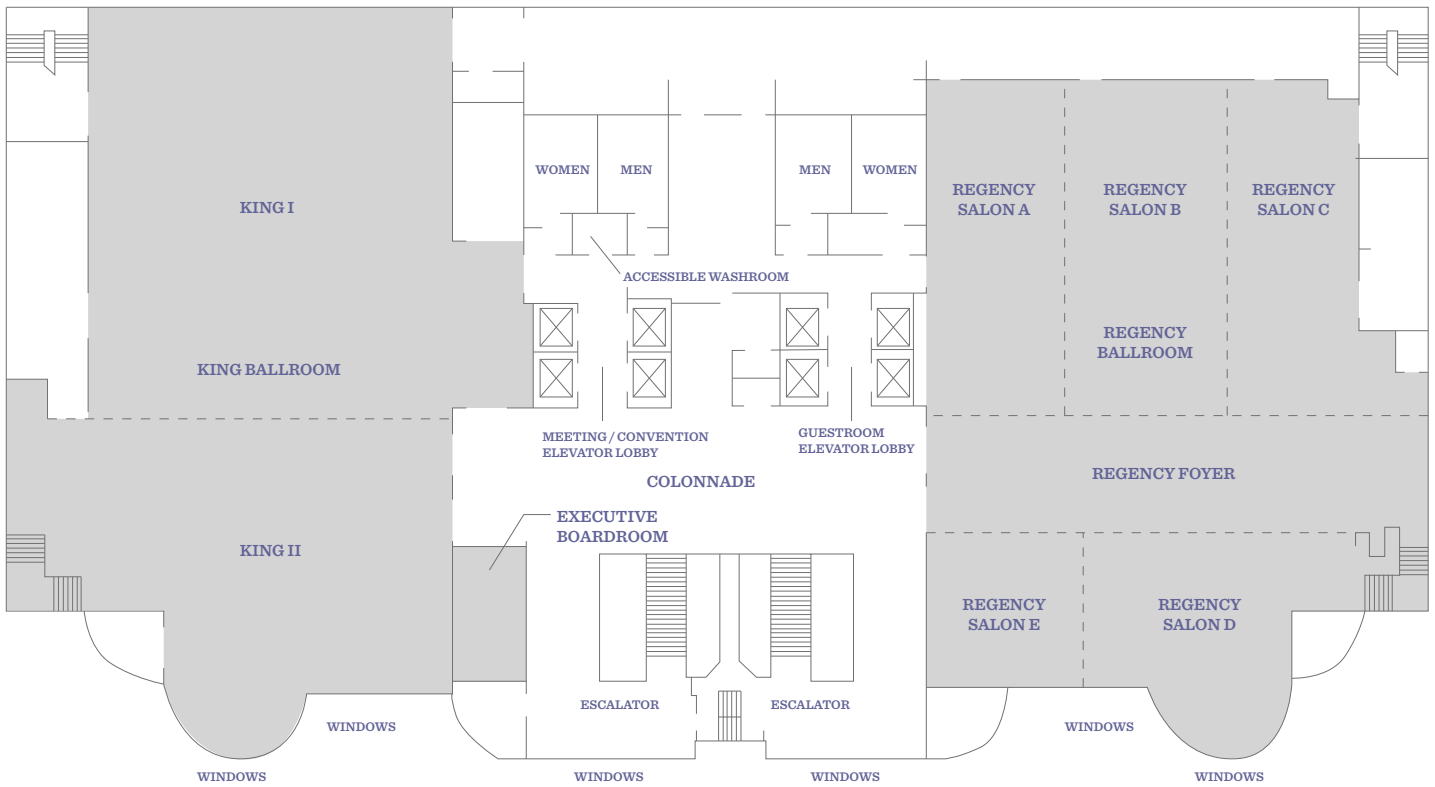 WOMEN
MEN
MEN
WOMEN
KING I
REGENCY
SALON A
REGENCY
SALON B
REGENCY
SALON C
ACCESSIBLE WASHROOM
REGENCY
BALLROOM
KING BALLROOM
MEETING / CONVENTION
ELEVATOR LOBBY
GUESTROOM
ELEVATOR LOBBY
COLONNADE
REGENCY FOYER
EXECUTIVE
BOARDROOM
KING II
REGENCY
SALON E
REGENCY
SALON D
ESCALATOR
ESCALATOR
WINDOWS
WINDOWS
WINDOWS
WINDOWS
WINDOWS
WINDOWS